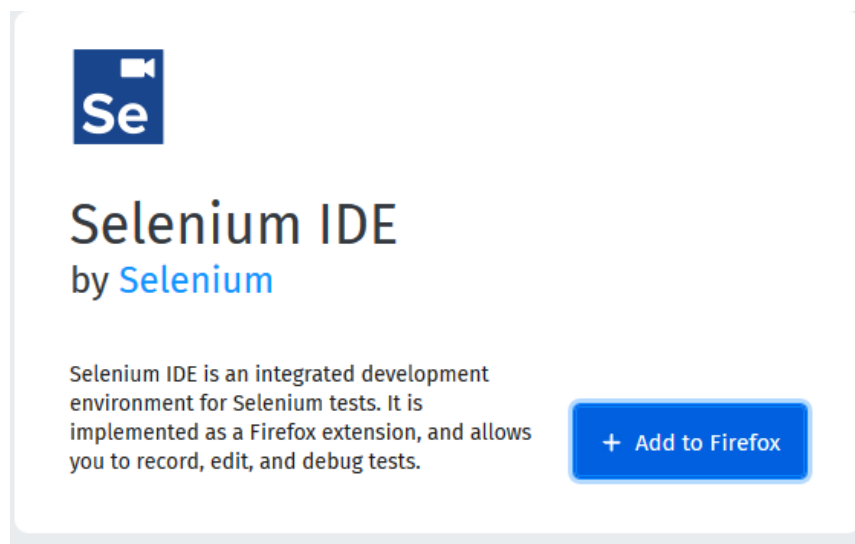 Se
Selenium IDE
by Selenium
Selenium IDE is an integrated development
environment for Selenium tests. It is
implemented as a Firefox extension, and allows
you to record, edit, and debug tests.
+ Add to Firefox